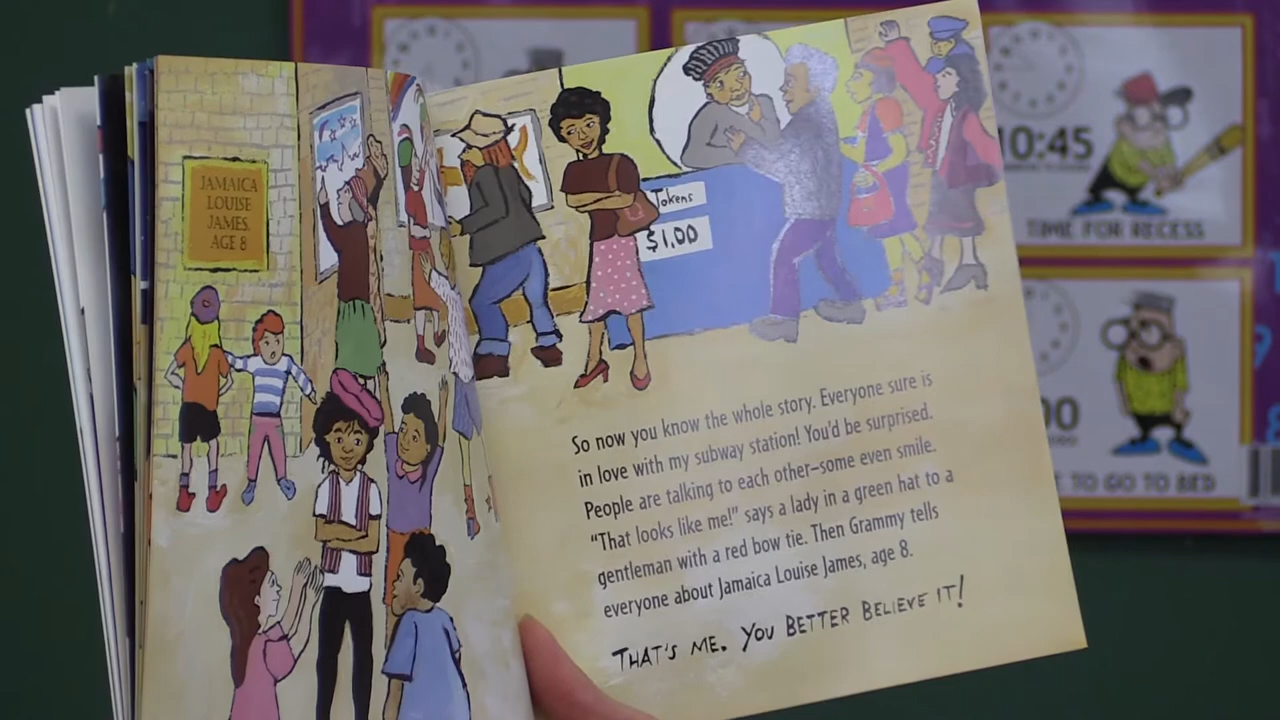 JAMAICA
LOUISE
JAMES,
AGE 8
Tokens
$1.00
So now you know the whole story. Everyone sure is
in love with my subway station! You'd be surprised.
People are talking to each other–some even smile.
"That looks like me!" says a lady in a green hat to a
gentleman with a red bow tie. Then Grammy tells
everyone about Jamaica Louise James, age 8.
THAT'S ME. YOU BETTER BELIEVE IT!
10:45
TIME FOR RECESS
TO GO TO BED